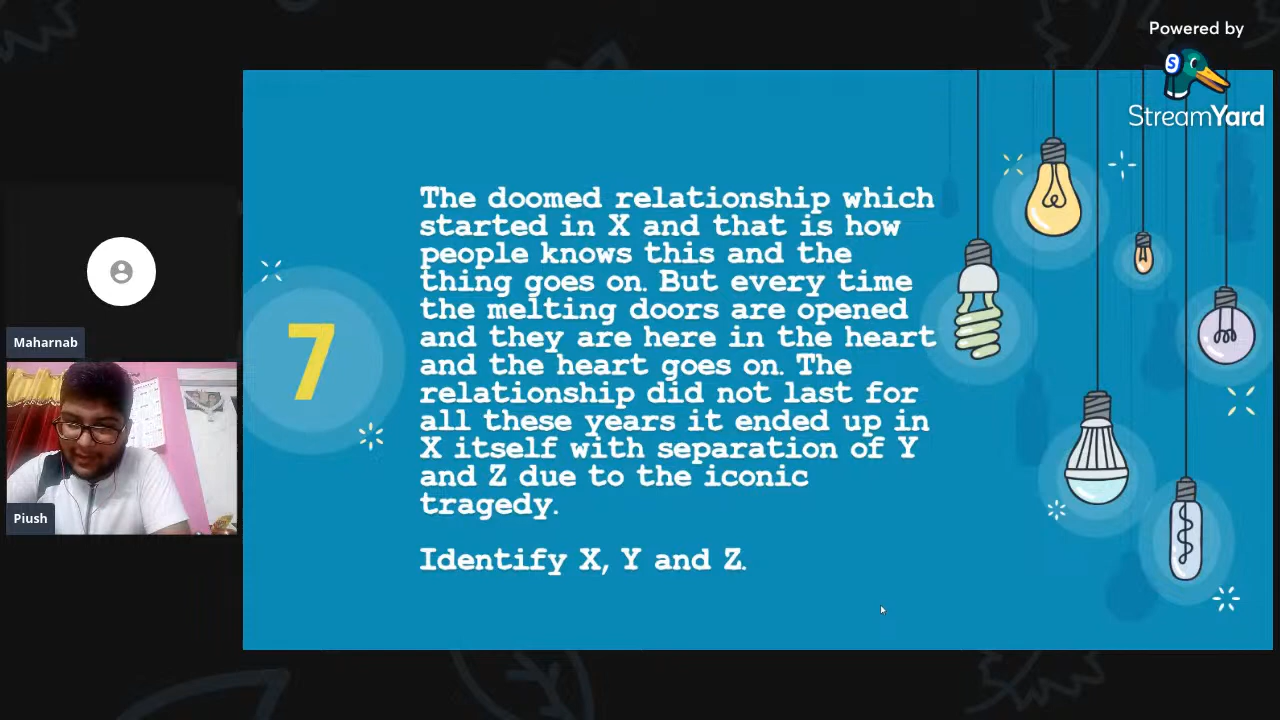 Powered by
StreamYard
The doomed relationship which
started in X and that is how
people knows this and the
thing goes on. But every time
the melting doors are opened
and they are here in the heart
and the heart goes on. The
relationship did not last for
all these years it ended up in
X itself with separation of Y
and Z due to the iconic
tragedy.
Identify X, Y and Z.
7
Maharnab
Piush